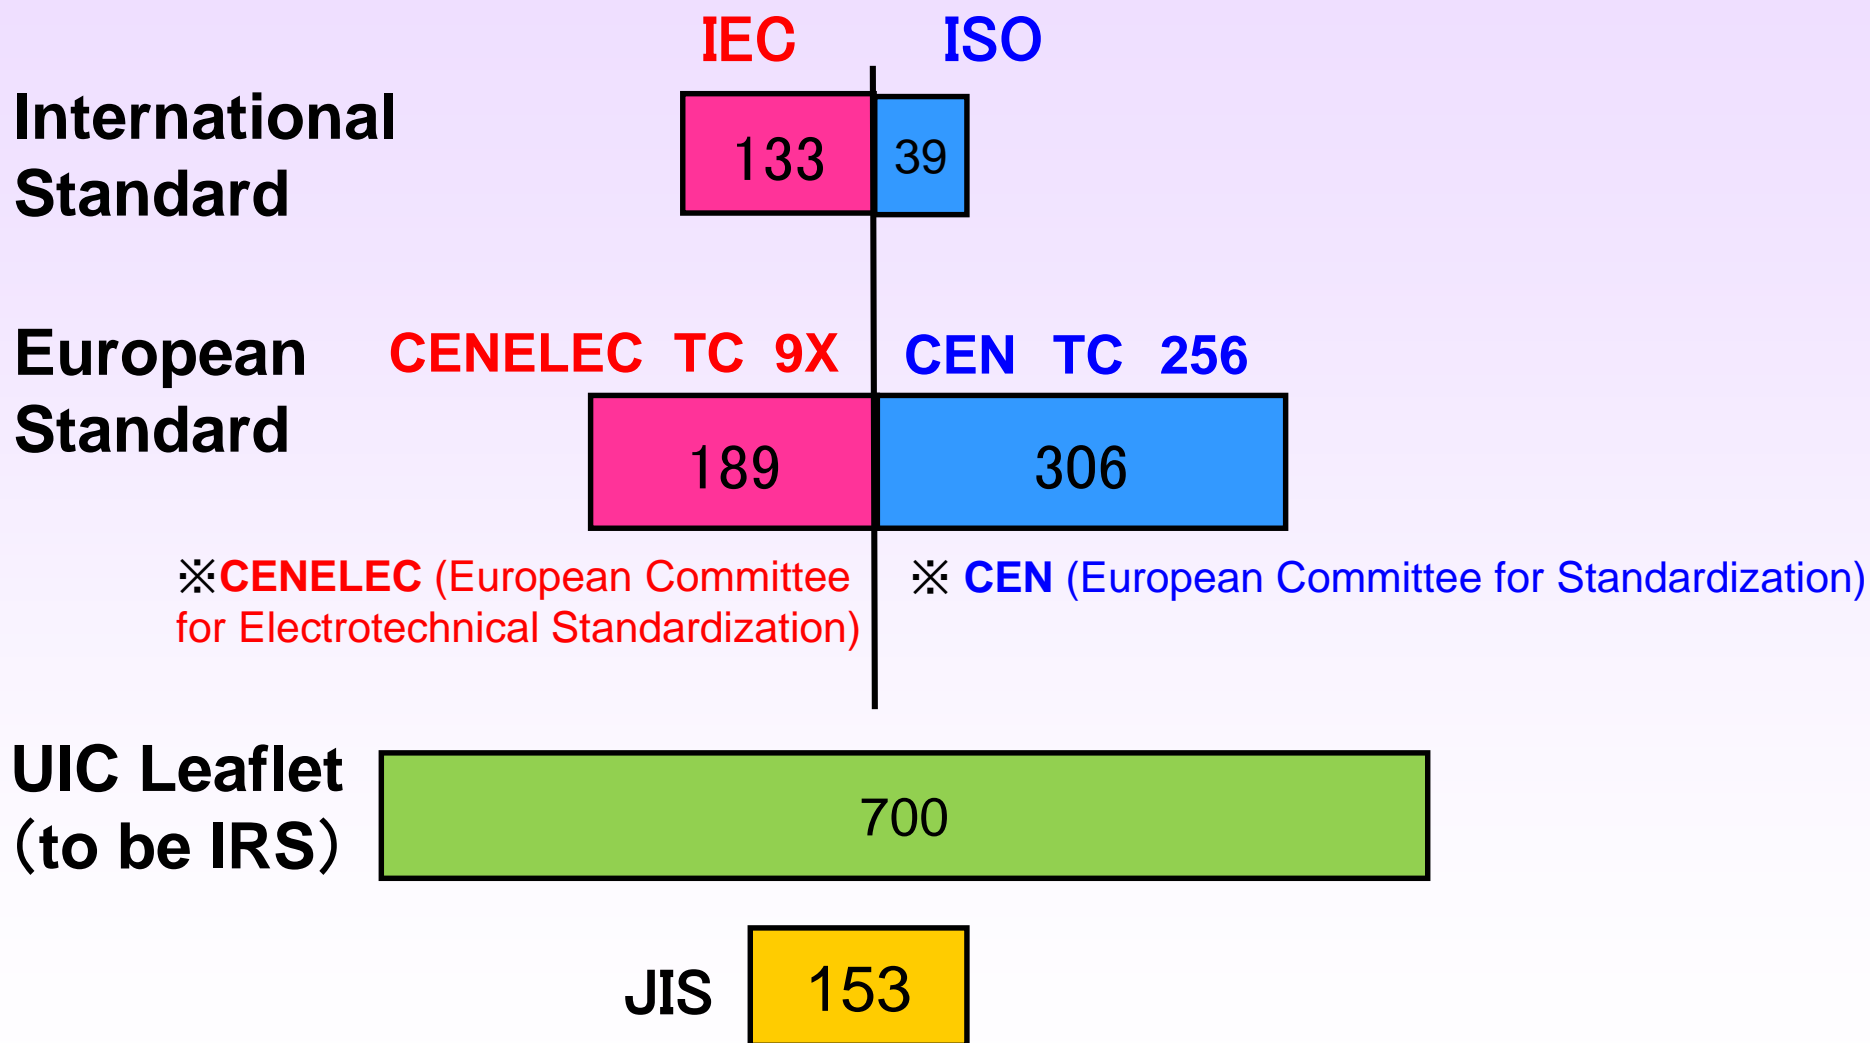 IEC ISO
International
Standard
133 39
European
Standard
CENELEC TC 9X CEN TC 256
189 306
※CENELEC (European Committee
for Electrotechnical Standardization)
※ CEN (European Committee for Standardization)
UIC Leaflet
（to be IRS）
700
JIS 153